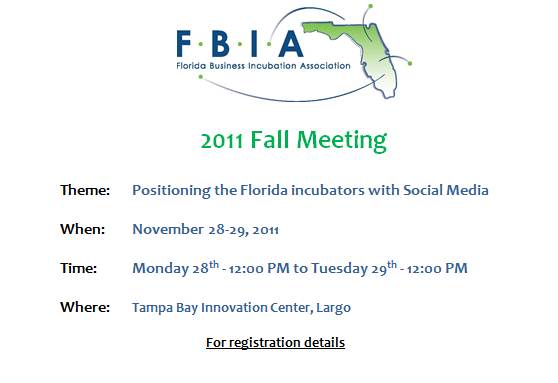 F·B·I·A
Florida Business Incubation Association
2011 Fall Meeting
Theme: Positioning the Florida incubators with Social Media
When: November 28-29, 2011
Time: Monday 28th - 12:00 PM to Tuesday 29th - 12:00 PM
Where: Tampa Bay Innovation Center, Largo
For registration details